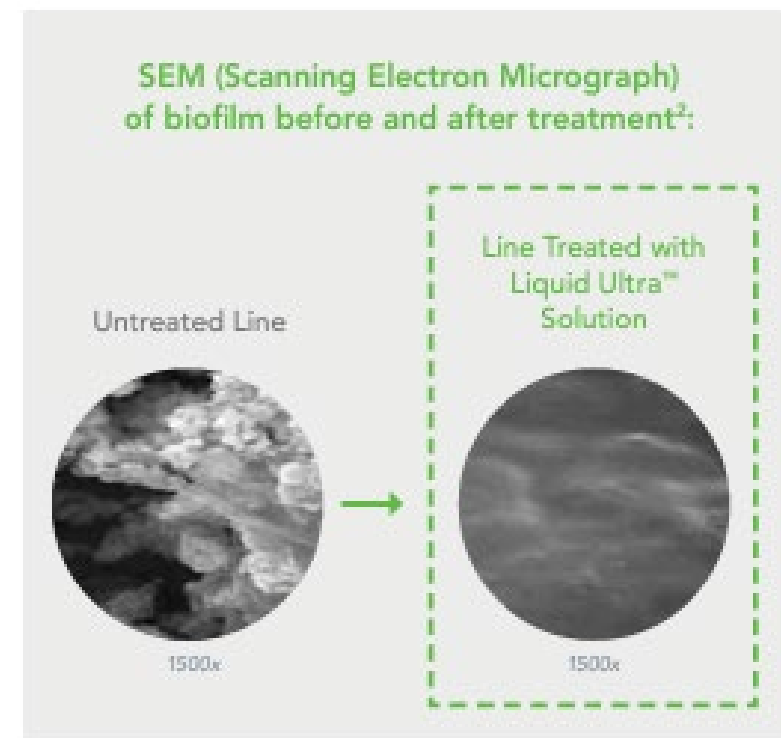 SEM (Scanning Electron Micrograph)
of biofilm before and after treatment²:
Untreated Line
1500x
Line Treated with
Liquid Ultra™
Solution
1500x